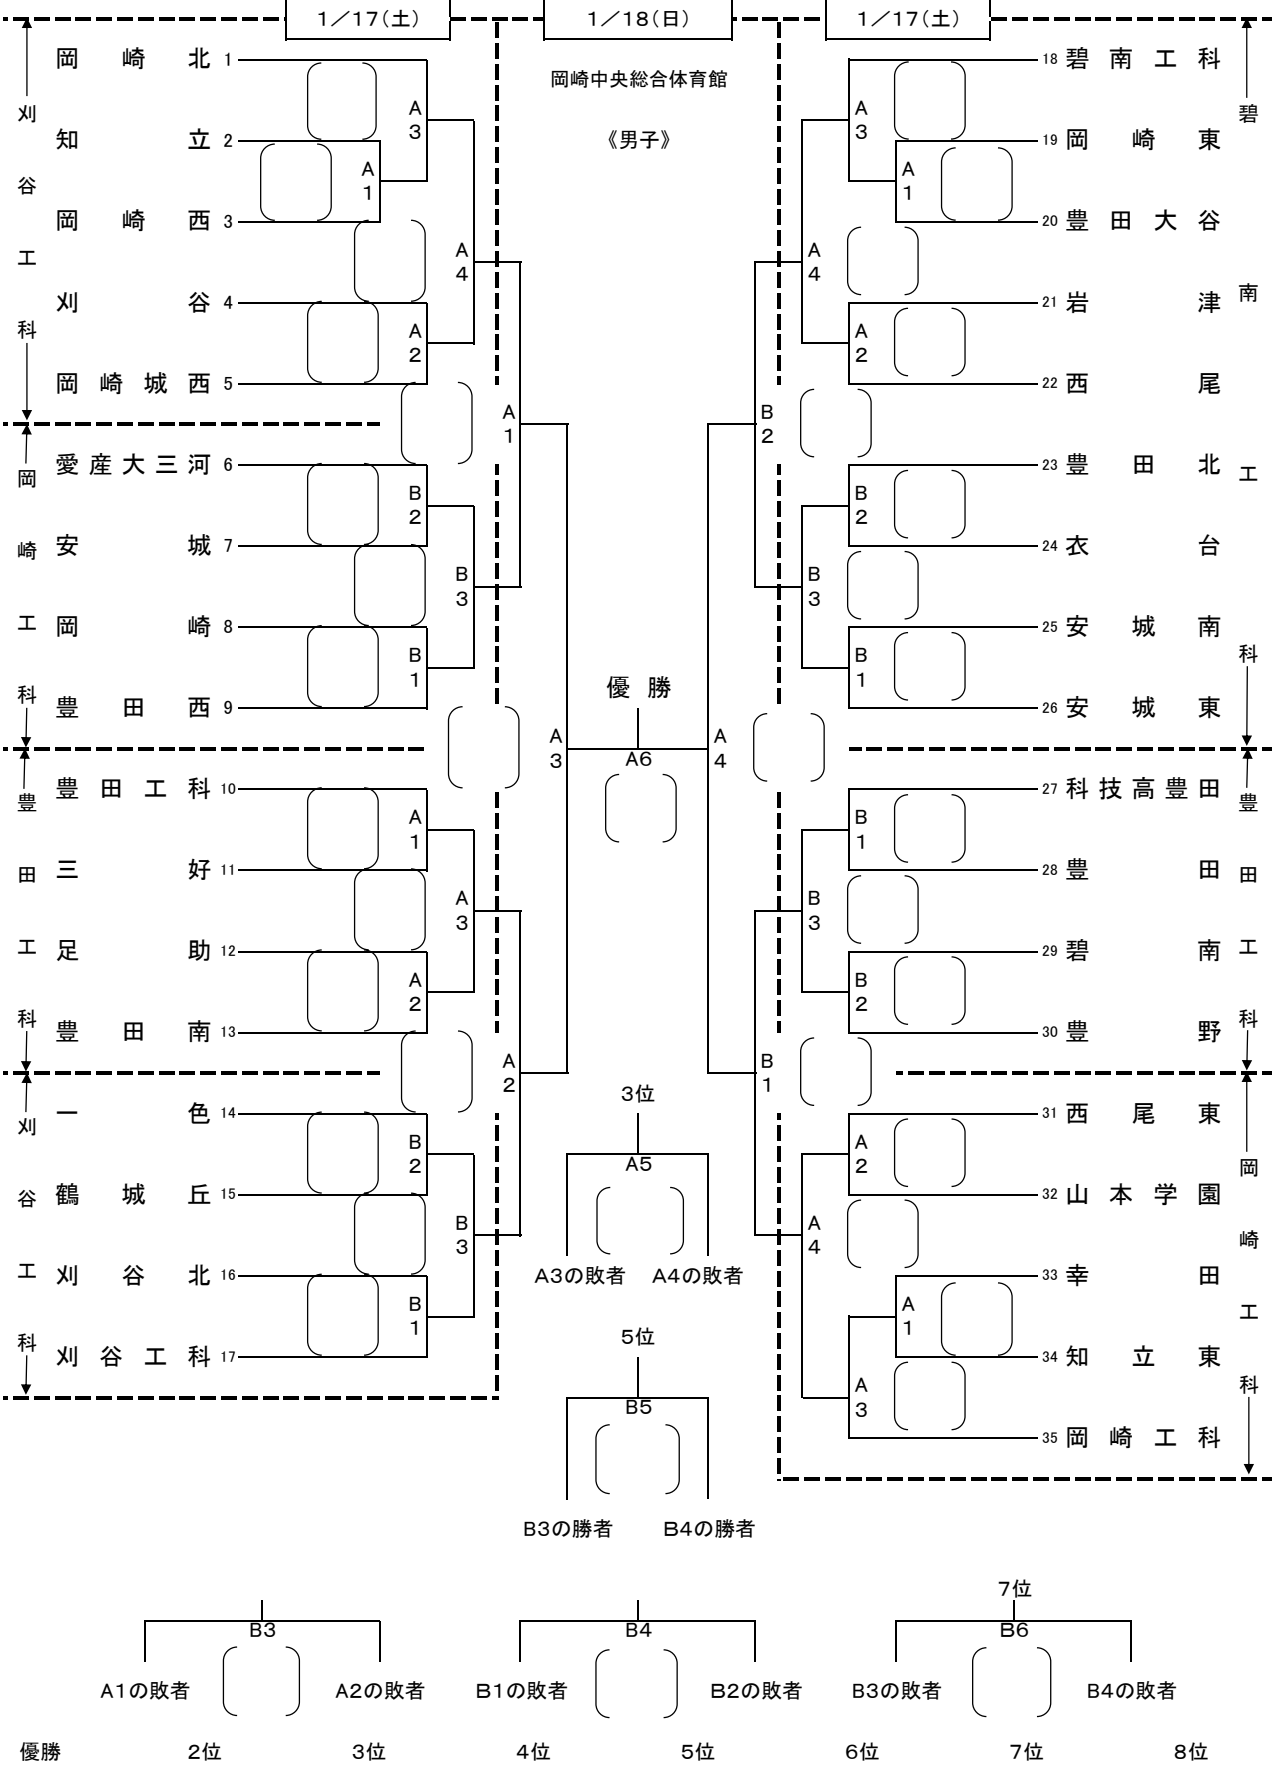 1／17(土)
1／18(日)
1／17(土)
岡崎中央総合体育館
《男子》
刈谷工科
岡崎北 1
知立 2
岡崎西 3
刈谷 4
岡崎城西 5
A3
A1
A4
A2
岡崎工科
愛産大三河 6
安城 7
岡崎 8
豊田西 9
B2
B3
B1
A1
豊田工科
豊田工科 10
三好 11
足助 12
豊田南 13
A1
A3
A2
刈谷工科
一色 14
鶴城丘 15
刈谷北 16
刈谷工科 17
B2
B3
B1
A2
A3
優勝
A6
A4
碧南工科
18 碧南工科
19 岡崎東
20 豊田大谷
21 岩津
22 西尾
A3
A1
A4
A2
B2
23 豊田北
24 衣台
25 安城南
26 安城東
B2
B3
B1
豊田工科
27 科技高豊田
28 豊田
29 碧南
30 豊野
B1
B3
B2
B1
岡崎工科
31 西尾東
32 山本学園
33 幸田
34 知立東
35 岡崎工科
A2
A4
A1
A3
3位
A5
A3の敗者 A4の敗者
5位
B5
B3の勝者 B4の勝者
B3
A1の敗者 A2の敗者
B4
B1の敗者 B2の敗者
7位
B6
B3の敗者 B4の敗者
優勝 2位 3位 4位 5位 6位 7位 8位